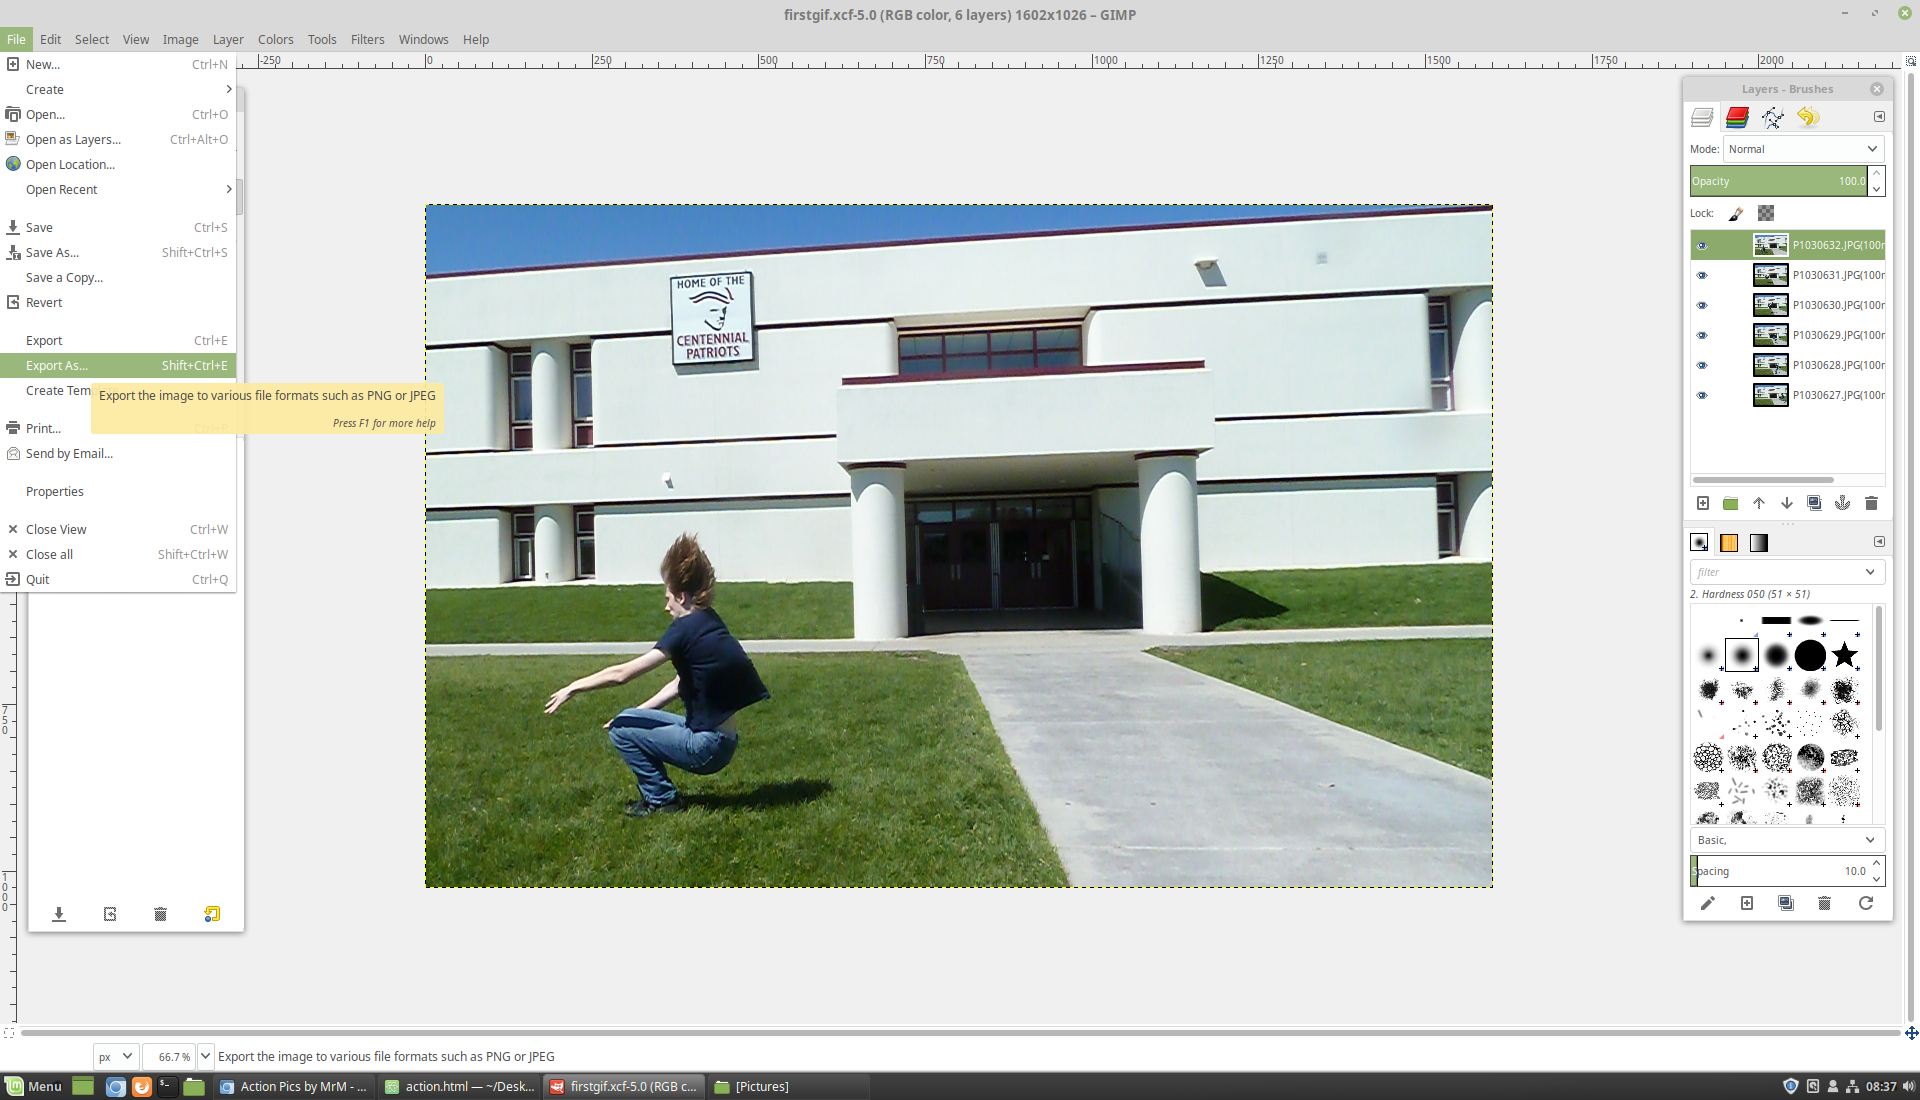 firstgif.xcf-5.0 (RGB color, 6 layers) 1602x1026 – GIMP
File Edit Select View Image Layer Colors Tools Filters Windows Help
-250 0 250 500 750 1000 1250 1500 1750 2000
New... Ctrl+N
Create
Open... Ctrl+O
Open as Layers... Ctrl+Alt+O
Open Location...
Open Recent
Save Ctrl+S
Save As... Shift+Ctrl+S
Save a Copy...
Revert
Export Ctrl+E
Export As... Shift+Ctrl+E
Create Tem
Export the image to various file formats such as PNG or JPEG
Press F1 for more help
Print...
Send by Email...
Properties
Close View Ctrl+W
Close all Shift+Ctrl+W
Quit Ctrl+Q
750
1000
HOME OF THE
CENTENNIAL
PATRIOTS
Layers - Brushes
Mode: Normal
Opacity 100.0
Lock:
P1030632.JPG(100
P1030631.JPG(100
P1030630.JPG(100
P1030629.JPG(100
P1030628.JPG(100
P1030627.JPG(100
filter
2. Hardness 050 (51 × 51)
Basic,
Spacing 10.0
px 66.7 % Export the image to various file formats such as PNG or JPEG
Menu Action Pics by MrM - ... action.html — ~/Desk... firstgif.xcf-5.0 (RGB c... [Pictures] 08:37